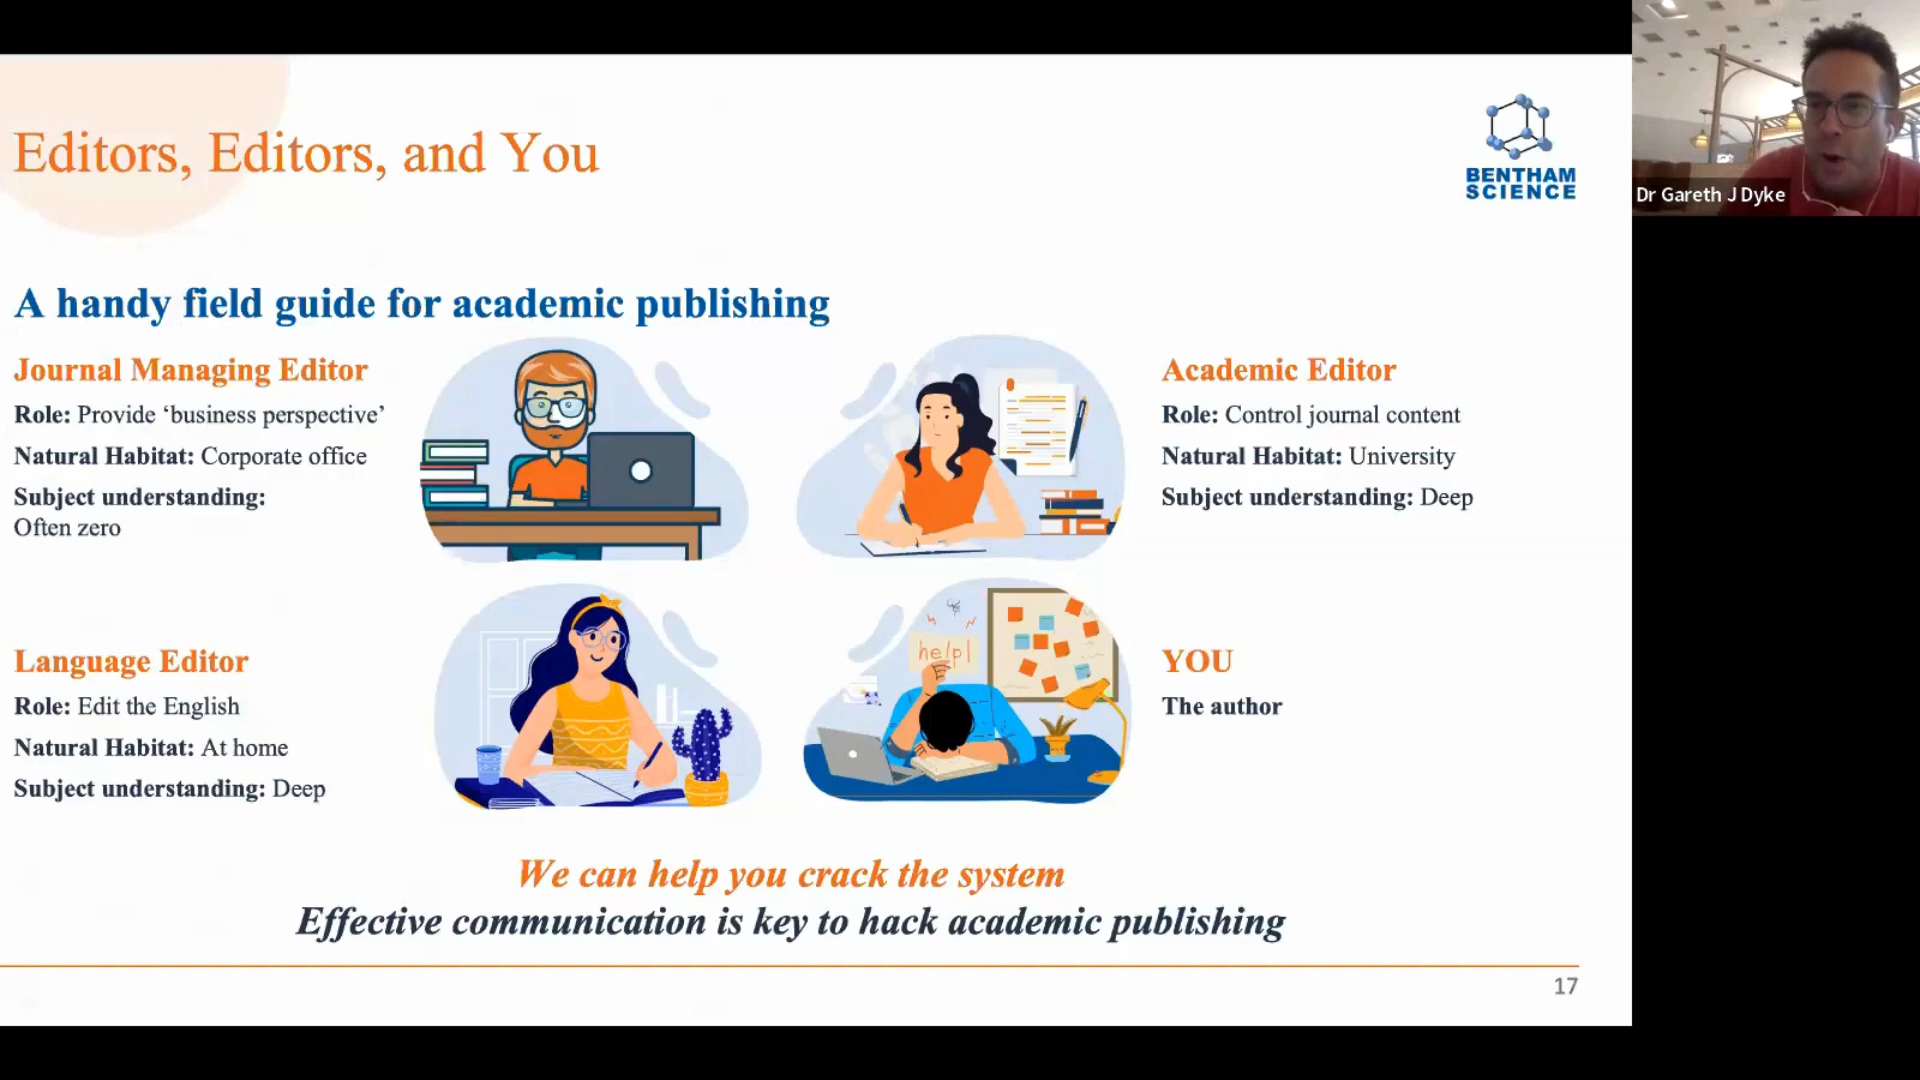 Editors, Editors, and You
BENTHAM
SCIENCE
Dr Gareth J Dyke
A handy field guide for academic publishing
Journal Managing Editor
Role: Provide ‘business perspective’
Natural Habitat: Corporate office
Subject understanding:
Often zero
Academic Editor
Role: Control journal content
Natural Habitat: University
Subject understanding: Deep
Language Editor
Role: Edit the English
Natural Habitat: At home
Subject understanding: Deep
help!
YOU
The author
We can help you crack the system
Effective communication is key to hack academic publishing
17